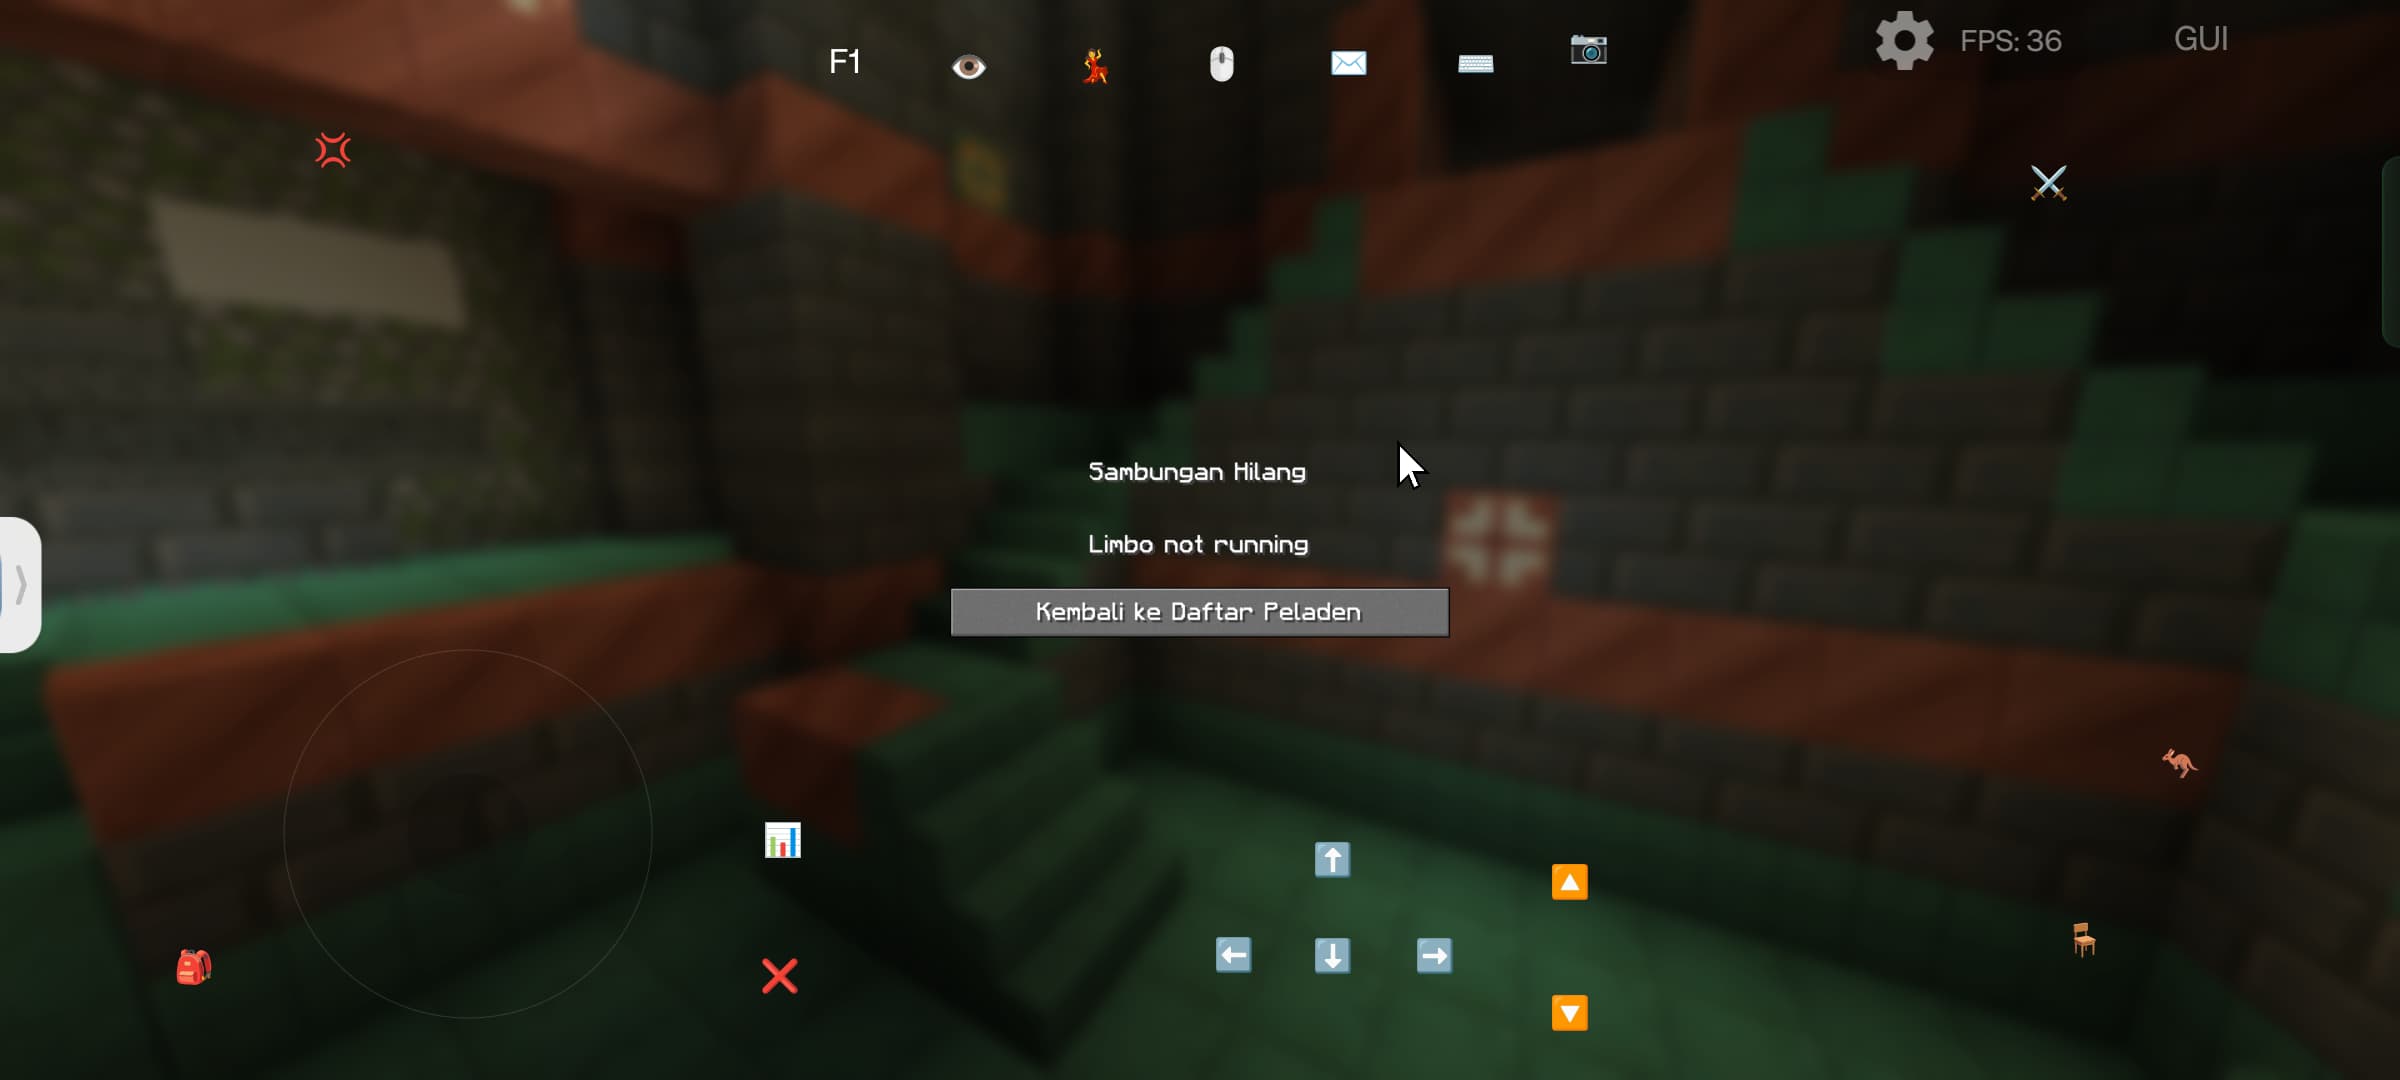 F1
FPS: 36
GUI
Sambungan Hilang
Limbo not running
Kembali ke Daftar Peladen